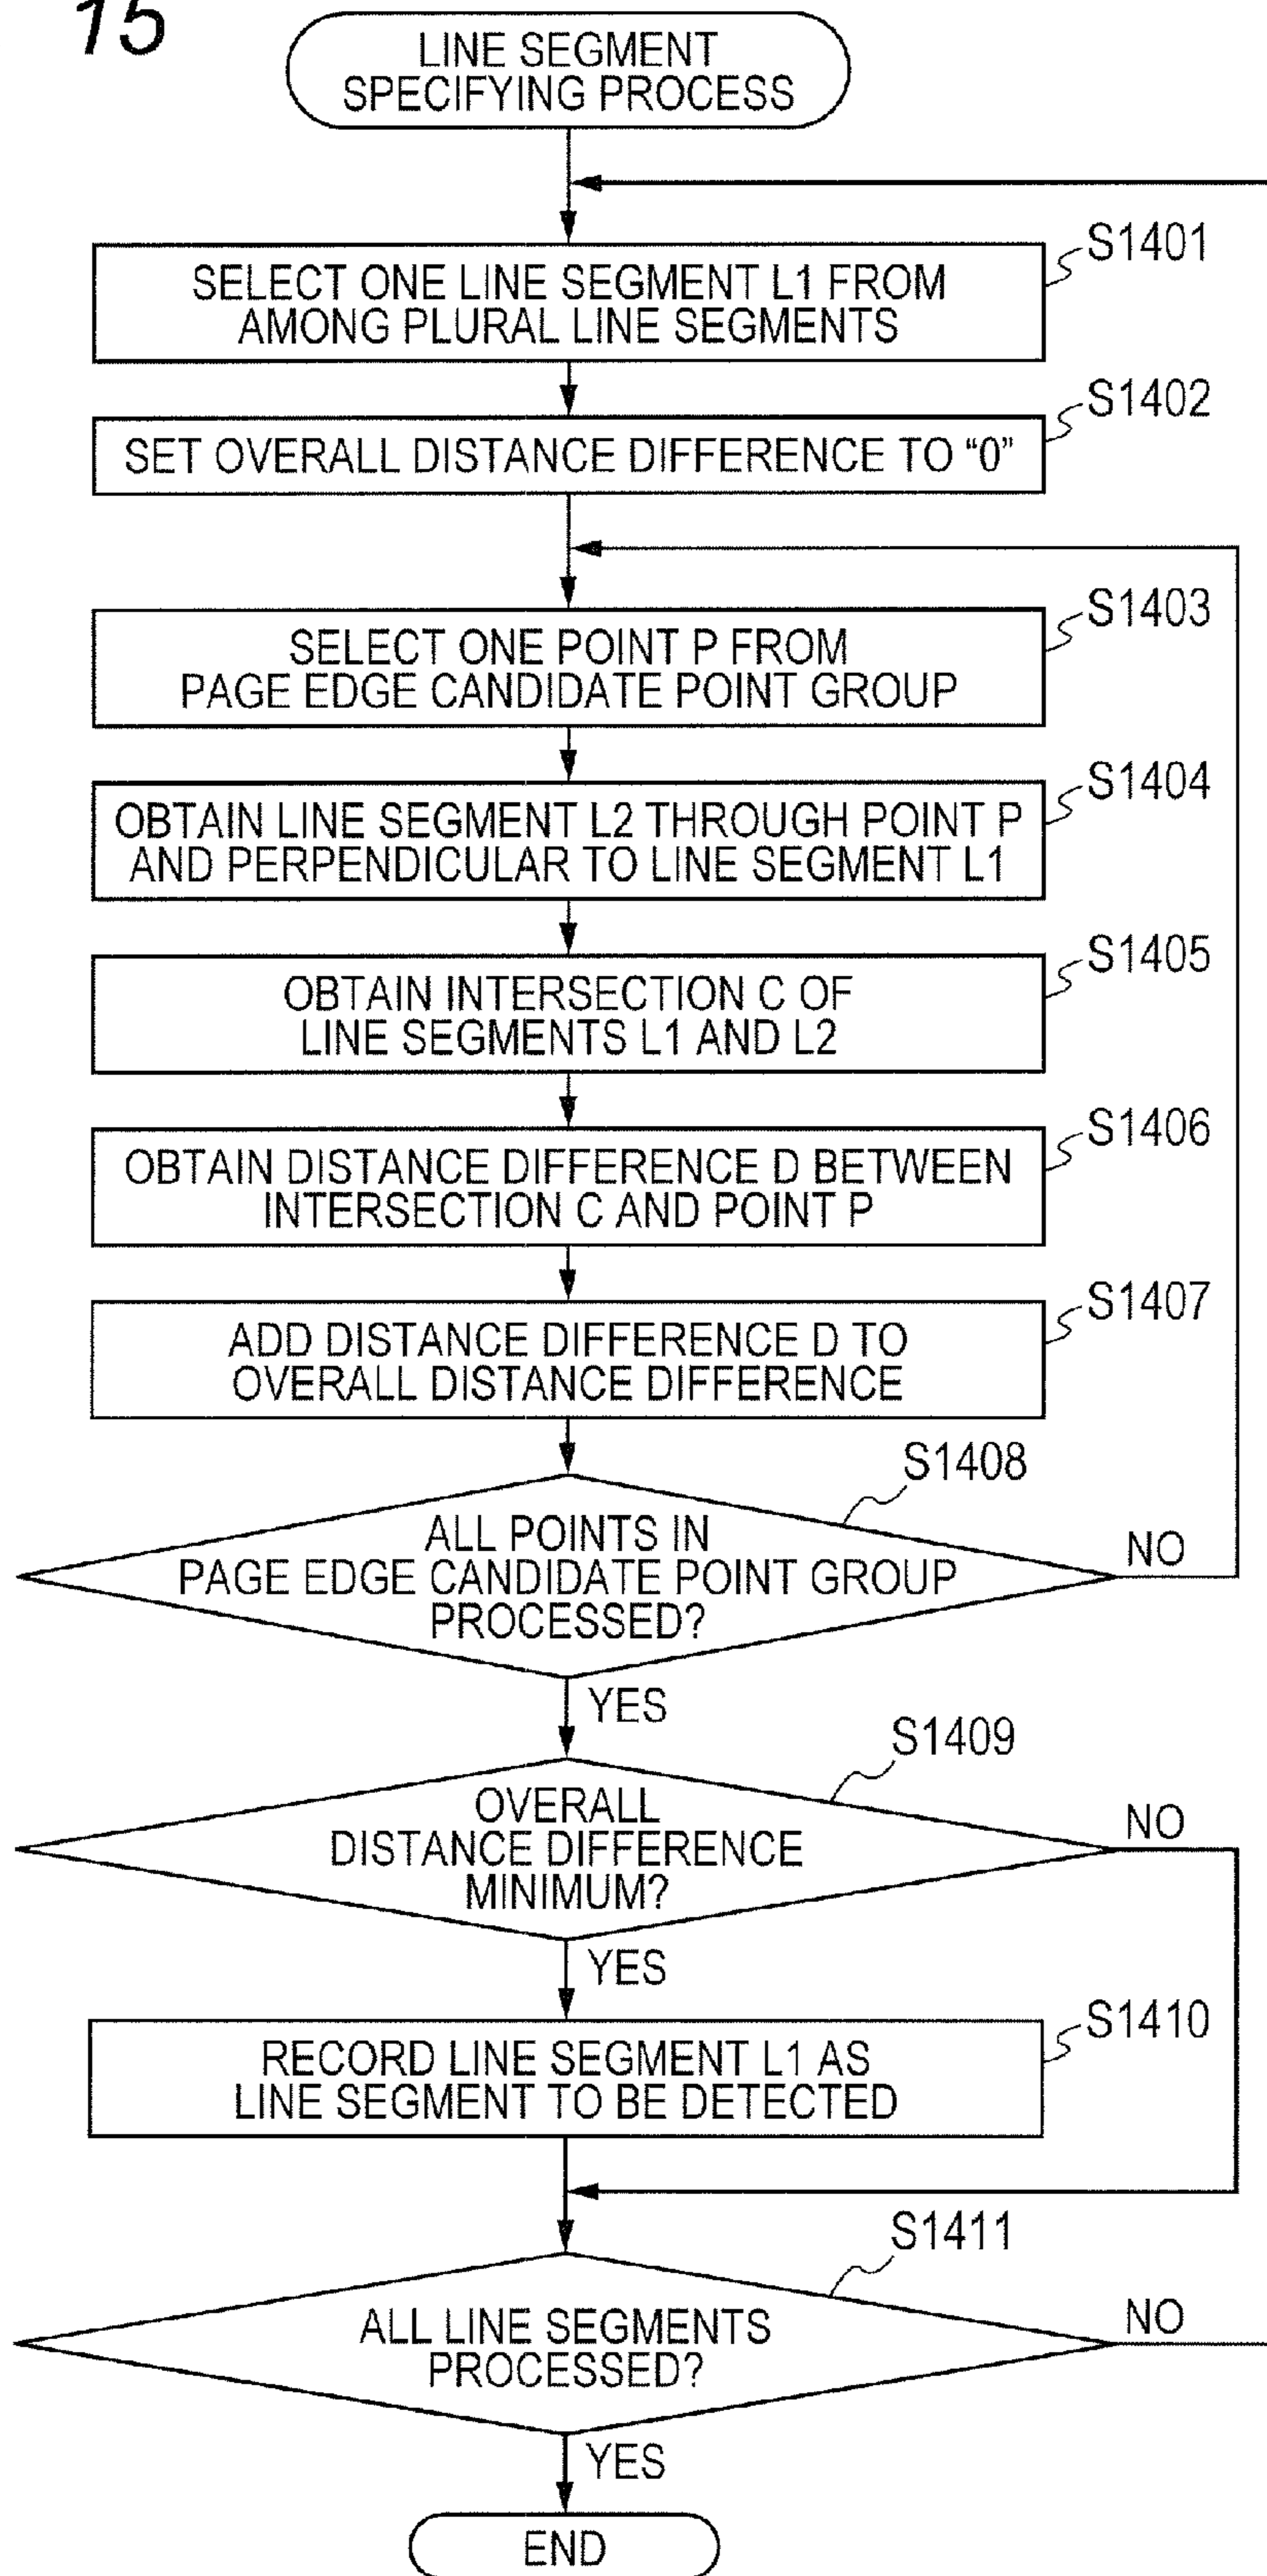 15
LINE SEGMENT
SPECIFYING PROCESS
S1401
SELECT ONE LINE SEGMENT L1 FROM
AMONG PLURAL LINE SEGMENTS
S1402
SET OVERALL DISTANCE DIFFERENCE TO “0”
S1403
SELECT ONE POINT P FROM
PAGE EDGE CANDIDATE POINT GROUP
S1404
OBTAIN LINE SEGMENT L2 THROUGH POINT P
AND PERPENDICULAR TO LINE SEGMENT L1
S1405
OBTAIN INTERSECTION C OF
LINE SEGMENTS L1 AND L2
S1406
OBTAIN DISTANCE DIFFERENCE D BETWEEN
INTERSECTION C AND POINT P
S1407
ADD DISTANCE DIFFERENCE D TO
OVERALL DISTANCE DIFFERENCE
S1408
ALL POINTS IN
PAGE EDGE CANDIDATE POINT GROUP
PROCESSED?
NO
YES
S1409
OVERALL
DISTANCE DIFFERENCE
MINIMUM?
NO
YES
S1410
RECORD LINE SEGMENT L1 AS
LINE SEGMENT TO BE DETECTED
S1411
ALL LINE SEGMENTS
PROCESSED?
NO
YES
END